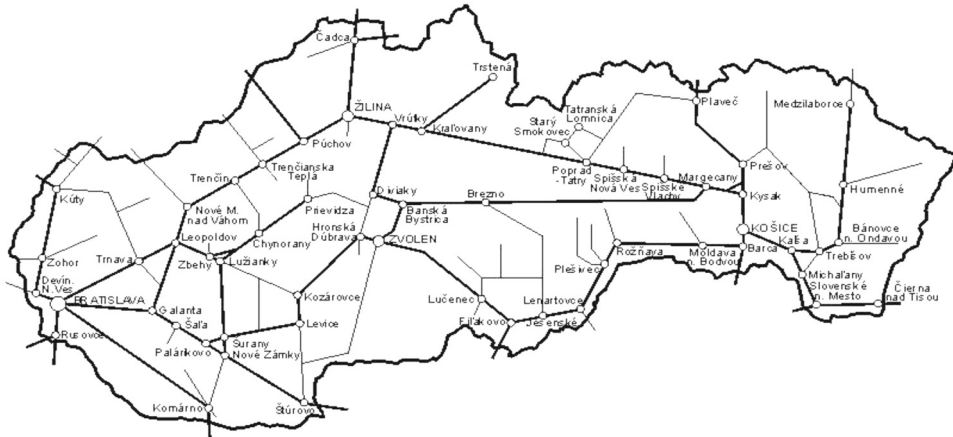 Čadca
Trstená
ŽILINA
Vrútky
Kraľovany
Púchov
Trenčianska
Teplá
Trenčín
Starý
Smokovec
Tatranská
Lomnica
Poprad
-Tatry
Spišská
Nová Ves
Spišské
Vlachy
Margecany
Plaveč
Prešov
Kysak
Medzilaborce
Humenné
Kúty
Nové M.
nad Váhom
Prievidza
Diviaky
Banská
Bystrica
Brezno
Hronská
Dúbrava
ZVOLEN
Leopoldov
Chynorany
Zbehy
Lužianky
Zohor
Trnava
Devín.
N.Ves
BRATISLAVA
Rusovce
Galanta
Šaľa
Palárikovo
Surany
Nové Zámky
Kozárovce
Levice
Komárno
Štúrovo
Lučenec
Fiľakovo
Jesenské
Lenartovce
Plešivec
Rožňava
Moldava
n. Bodvou
KOŠICE
Barca
Kalša
Trebišov
Bánovce
n. Ondavou
Michaľany
Slovenské
n. Mesto
Čierna
nad Tisou